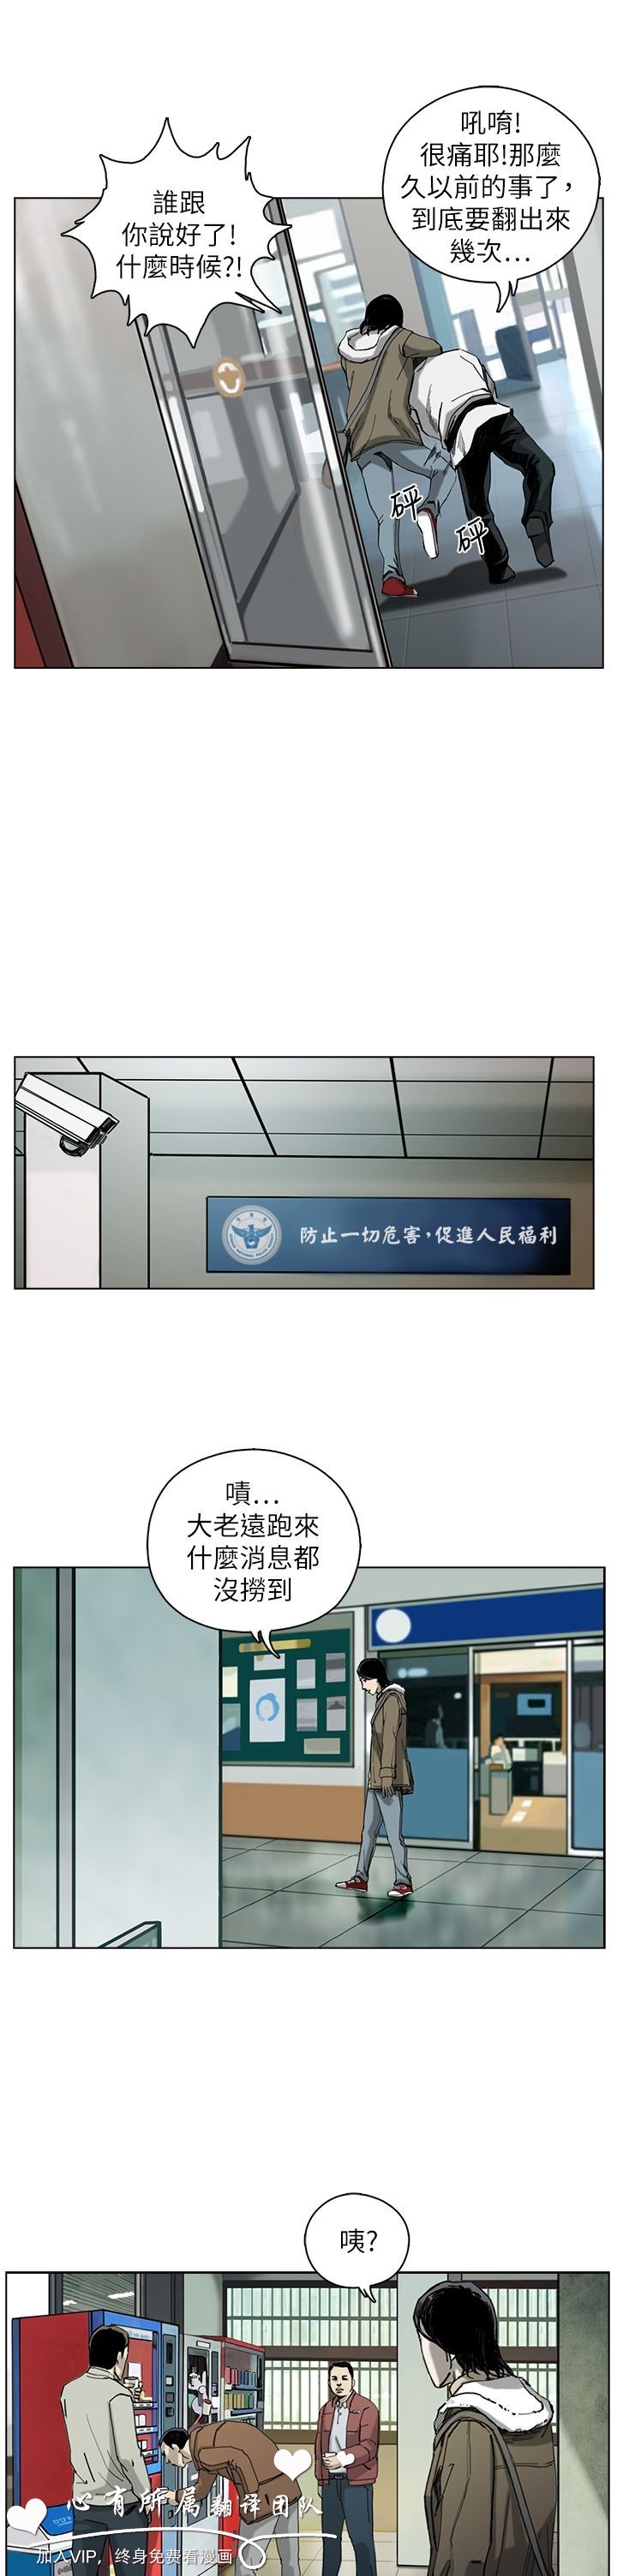 吼唷!
很痛耶!那麼
久以前的事了,
到底要翻出來
幾次...
誰跟
你說好了!
什麼時候?!
砰
砰
防止一切危害,促進人民福利
嘖...
大老遠跑來
什麼消息都
沒撈到
咦?
心有所属翻译团队
加入VIP，终身免费看漫画